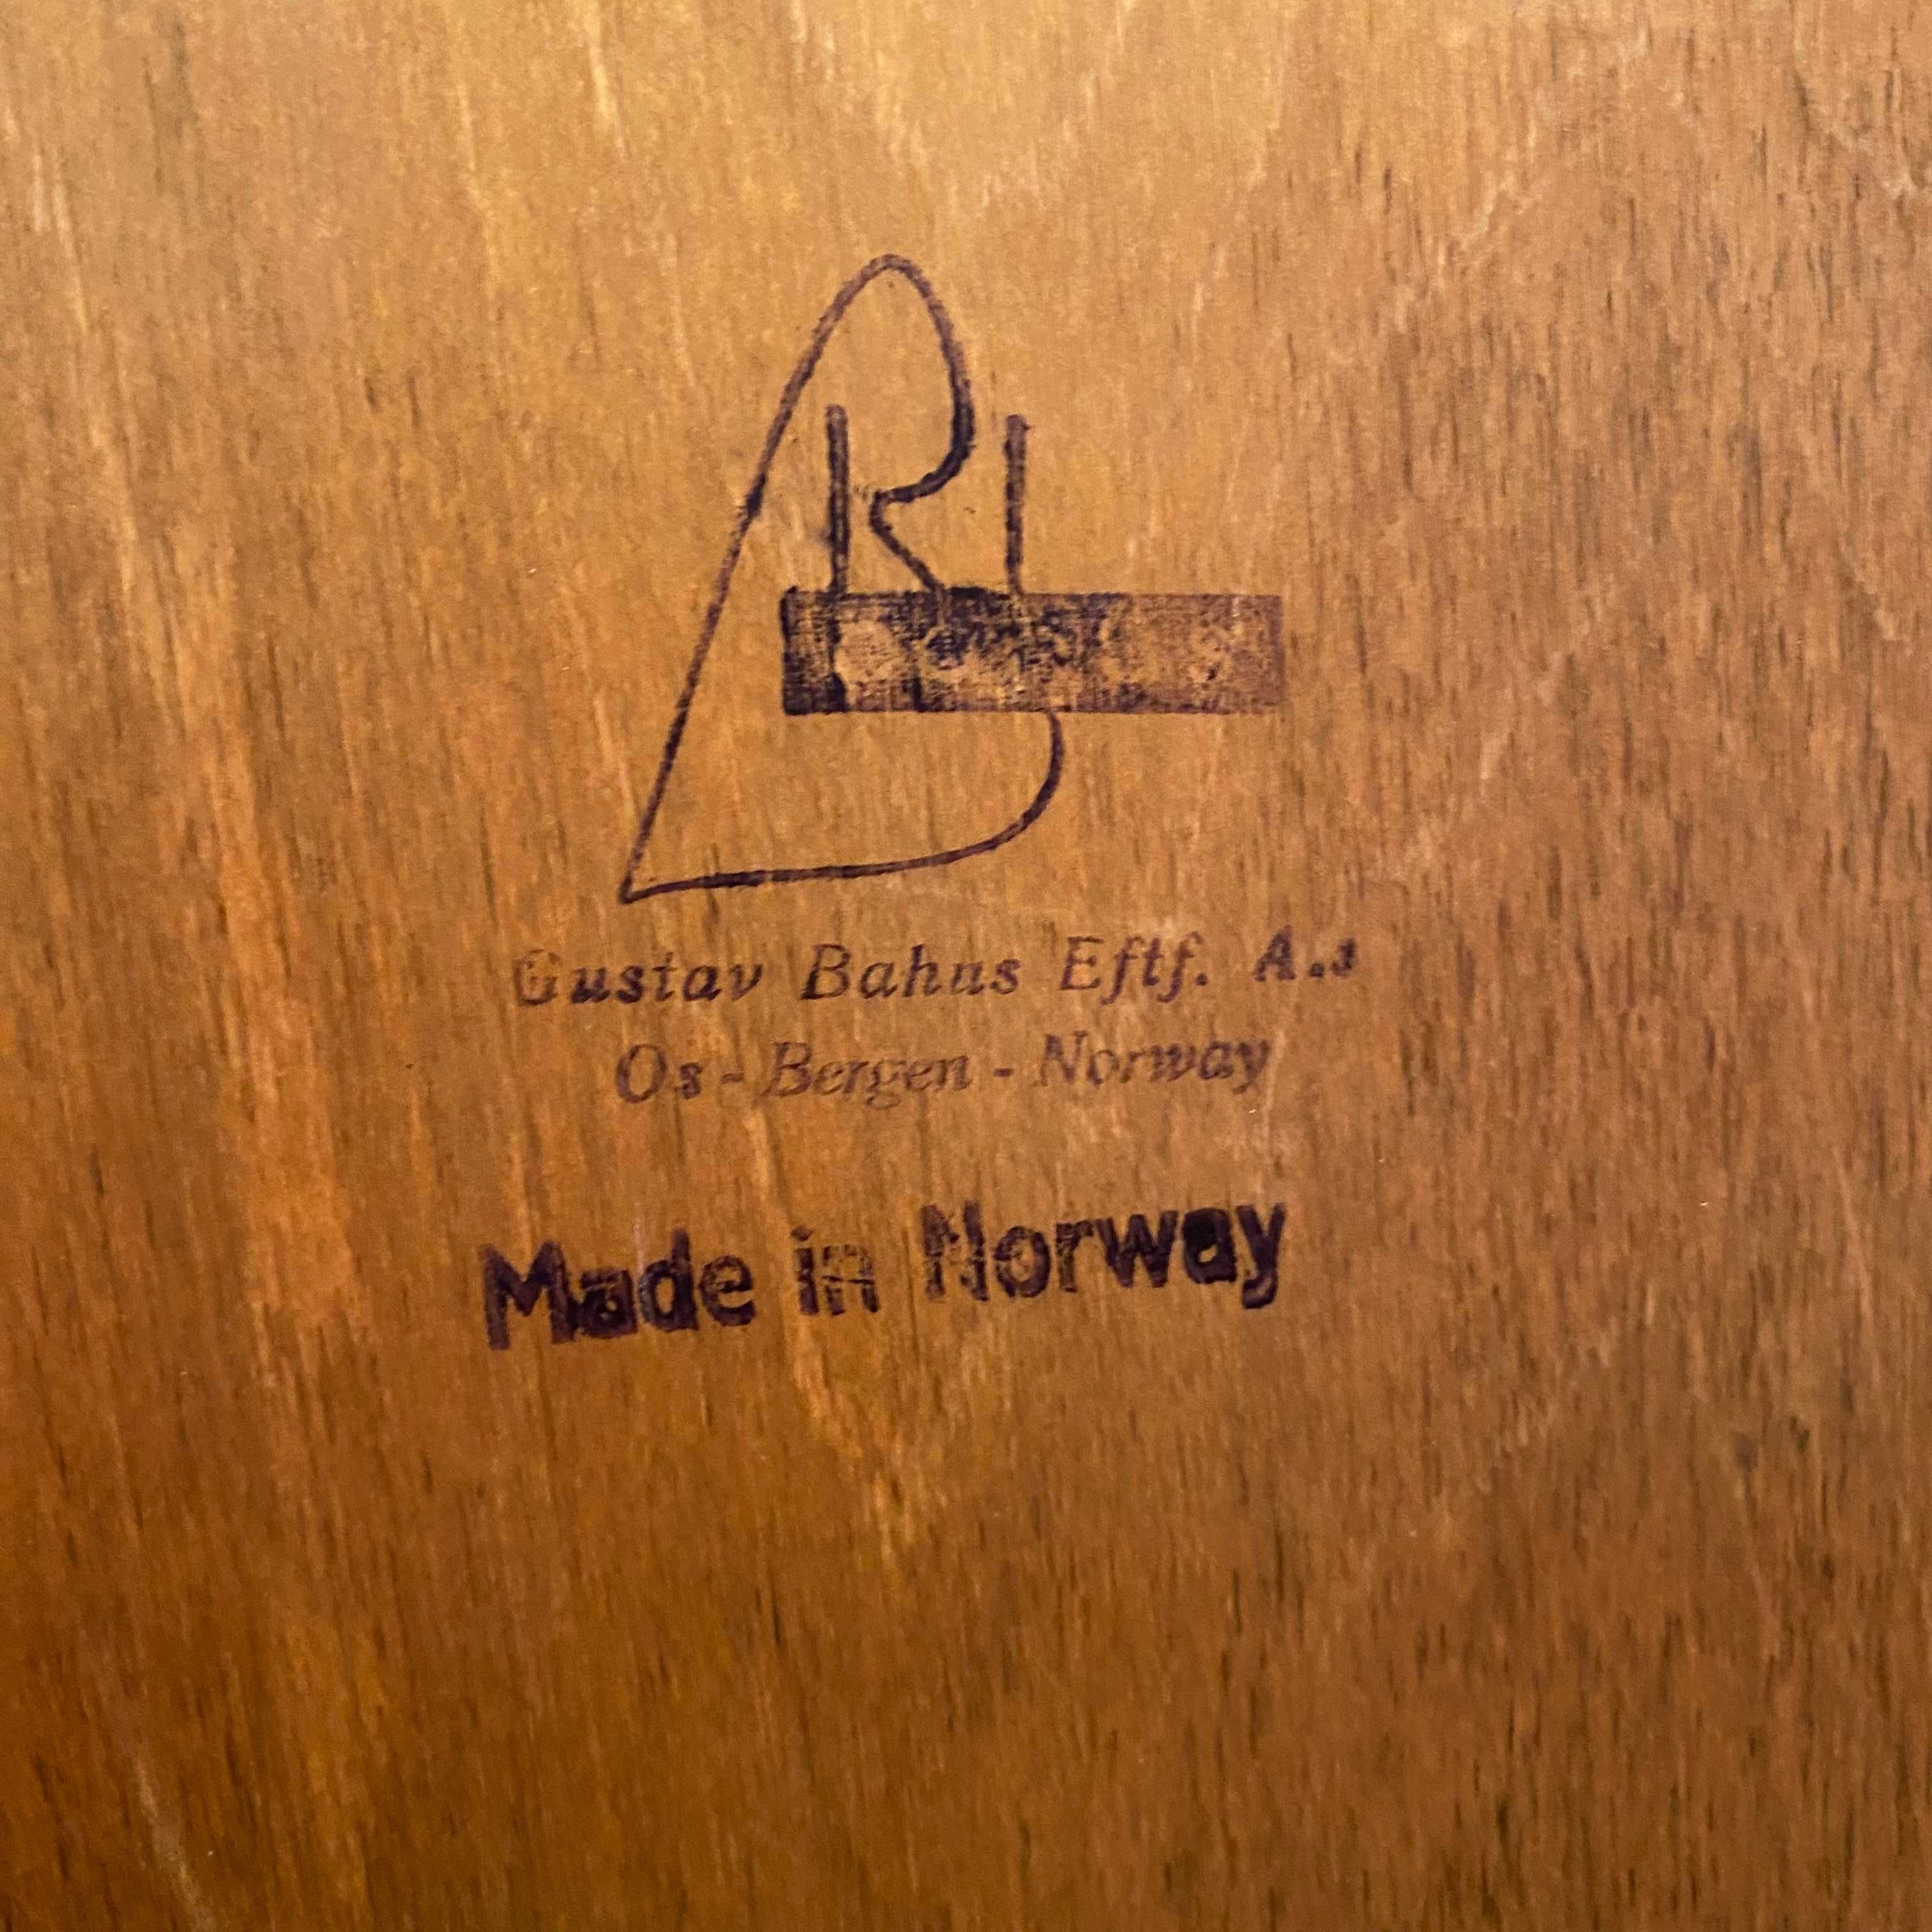 Gustav Bahus Eftf. A.s
Os - Bergen - Norway
Made in Norway